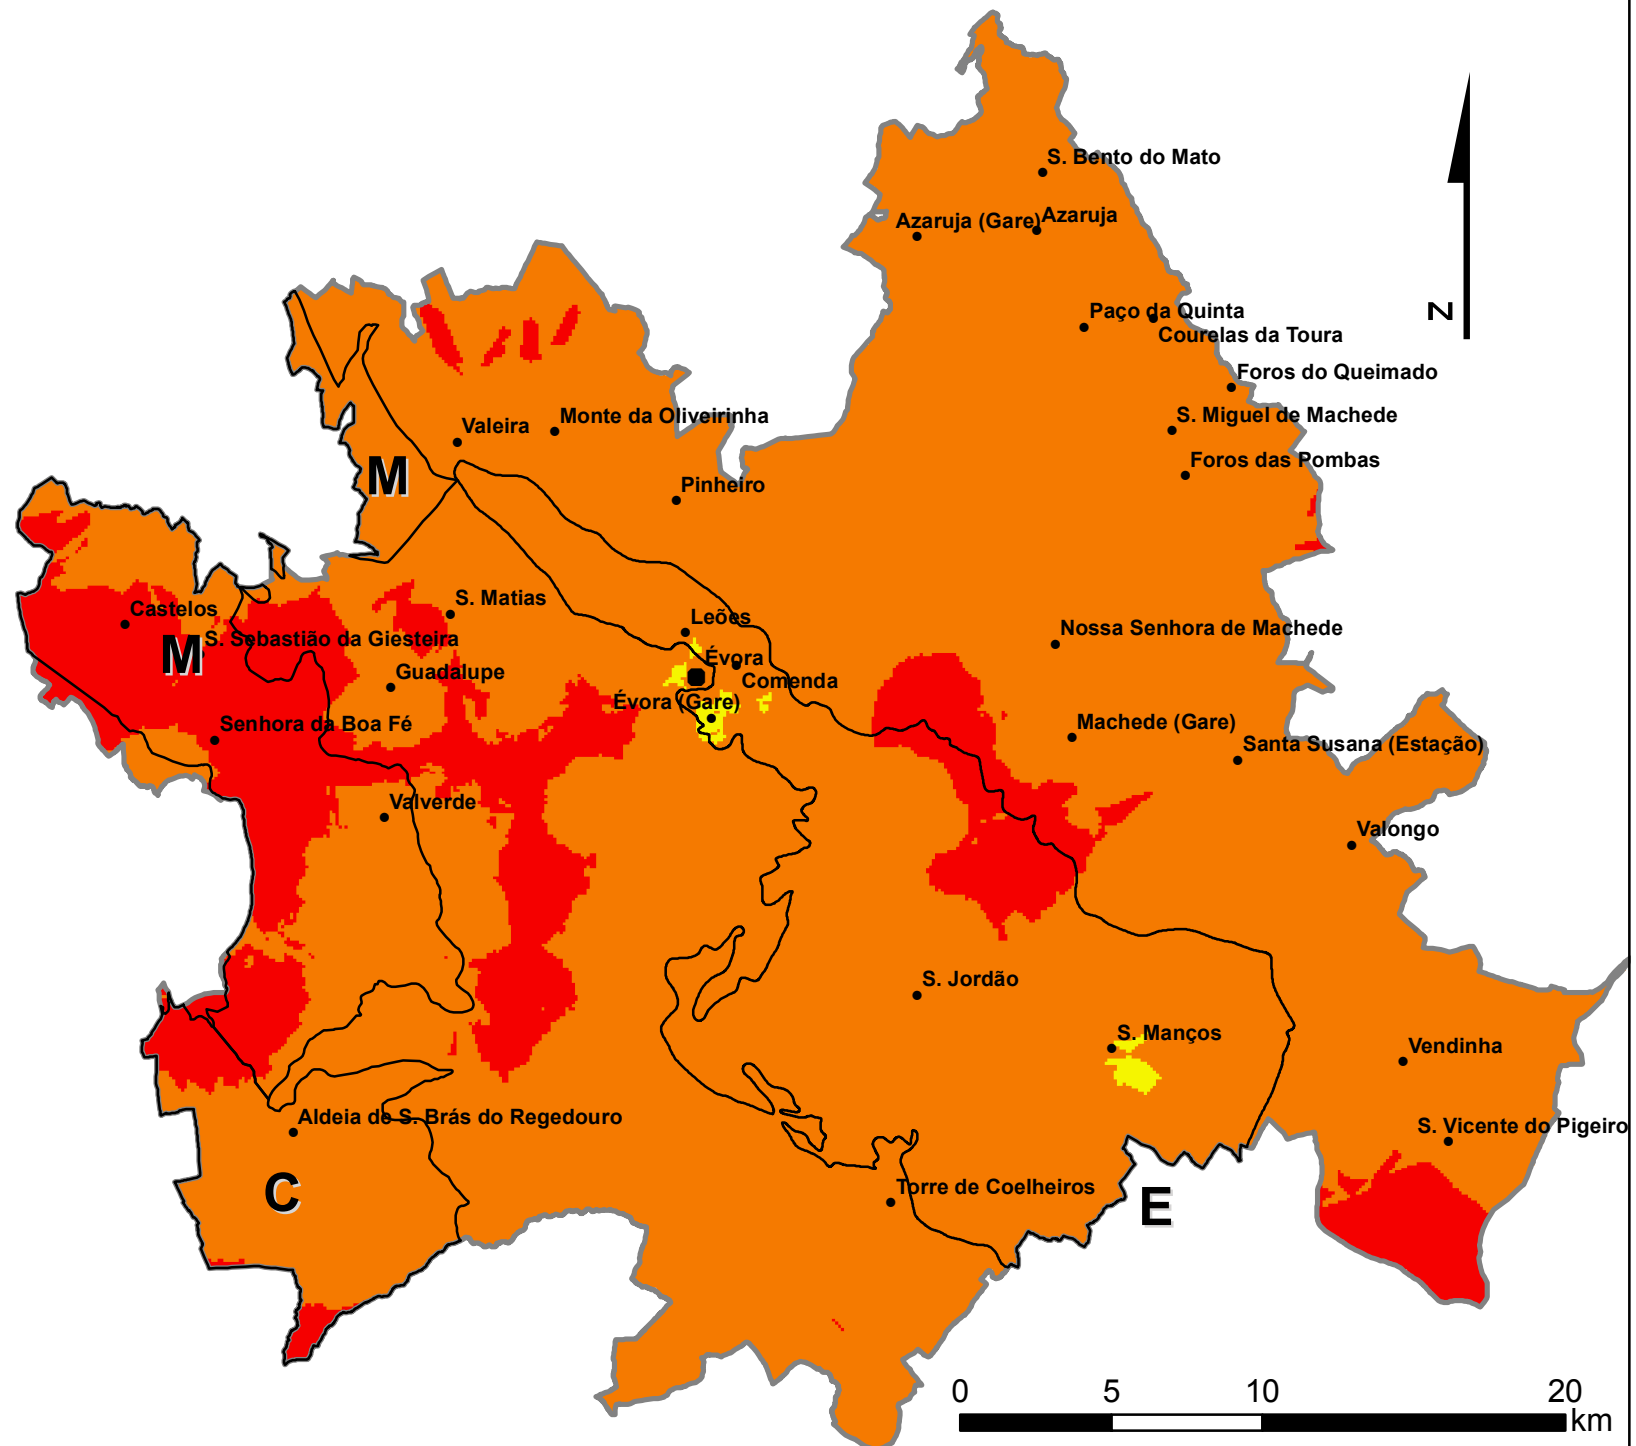 S. Bento do Mato
Azaruja (Gare)
Azaruja
Paço da Quinta
N
Courelas da Toura
Foros do Queimado
S. Miguel de Machede
Monte da Oliveirinha
Valeira
Foros das Pombas
M
Pinheiro
S. Matias
Castelos
Leões
Nossa Senhora de Machede
S. Sebastião da Giesteira
M
Évora
Guadalupe
Comenda
Évora (Gare)
Senhora da Boa Fé
Machede (Gare)
Santa Susana (Estação)
Valverde
Valongo
S. Jordão
S. Manços
Vendinha
Aldeia de S. Brás do Regedouro
S. Vicente do Pigeiro
C
Torre de Coelheiros
E
0 5 10 20
km